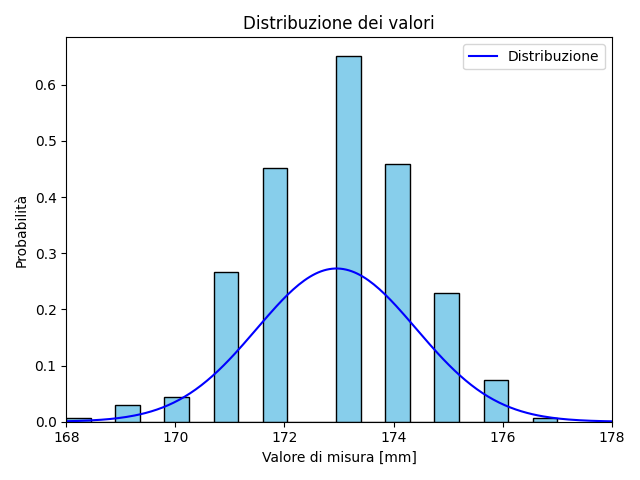 Distribuzione dei valori
Distribuzione
Probabilità
0.6
0.5
0.4
0.3
0.2
0.1
0.0
168 170 172 174 176 178
Valore di misura [mm]